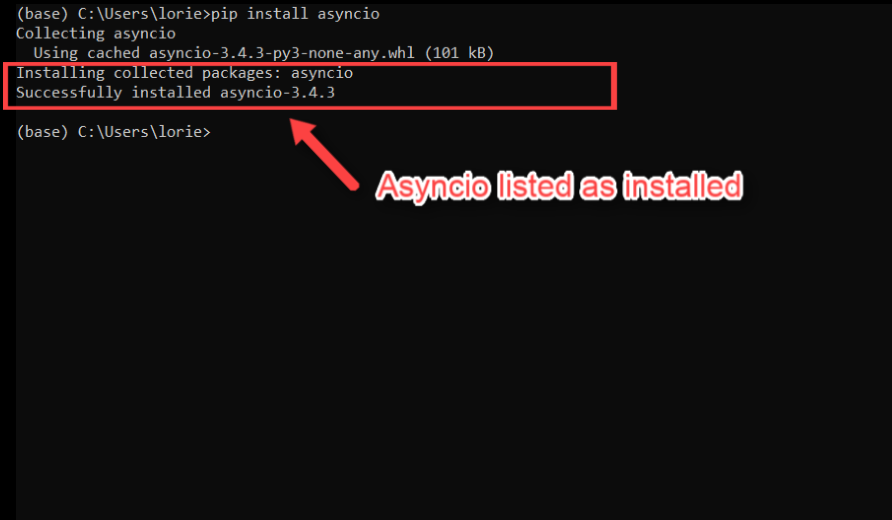 (base) C:\Users\lorie>pip install asyncio
Collecting asyncio
  Using cached asyncio-3.4.3-py3-none-any.whl (101 kB)
Installing collected packages: asyncio
Successfully installed asyncio-3.4.3
(base) C:\Users\lorie>
Asyncio listed as installed